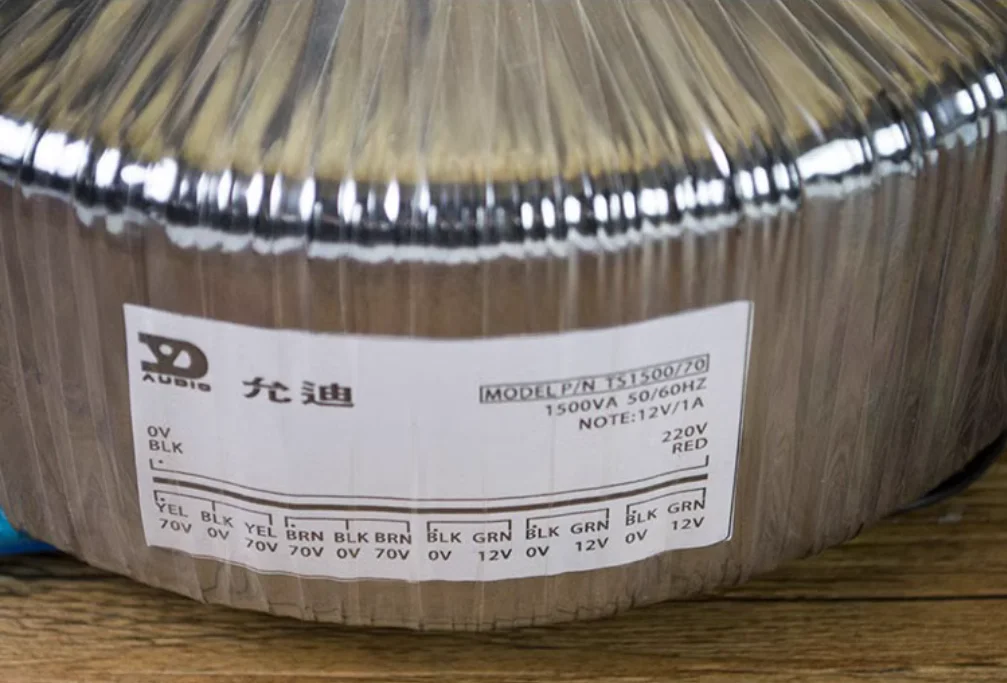 YD
AUDIO
允迪
MODEL P/N TS1500/70
1500VA 50/60HZ
NOTE:12V/1A
0V
BLK
220V
RED
YEL BLK YEL BRN BLK BRN BLK GRN BLK GRN BLK GRN
70V 0V 70V 70V 0V 70V 0V 12V 0V 12V 0V 12V